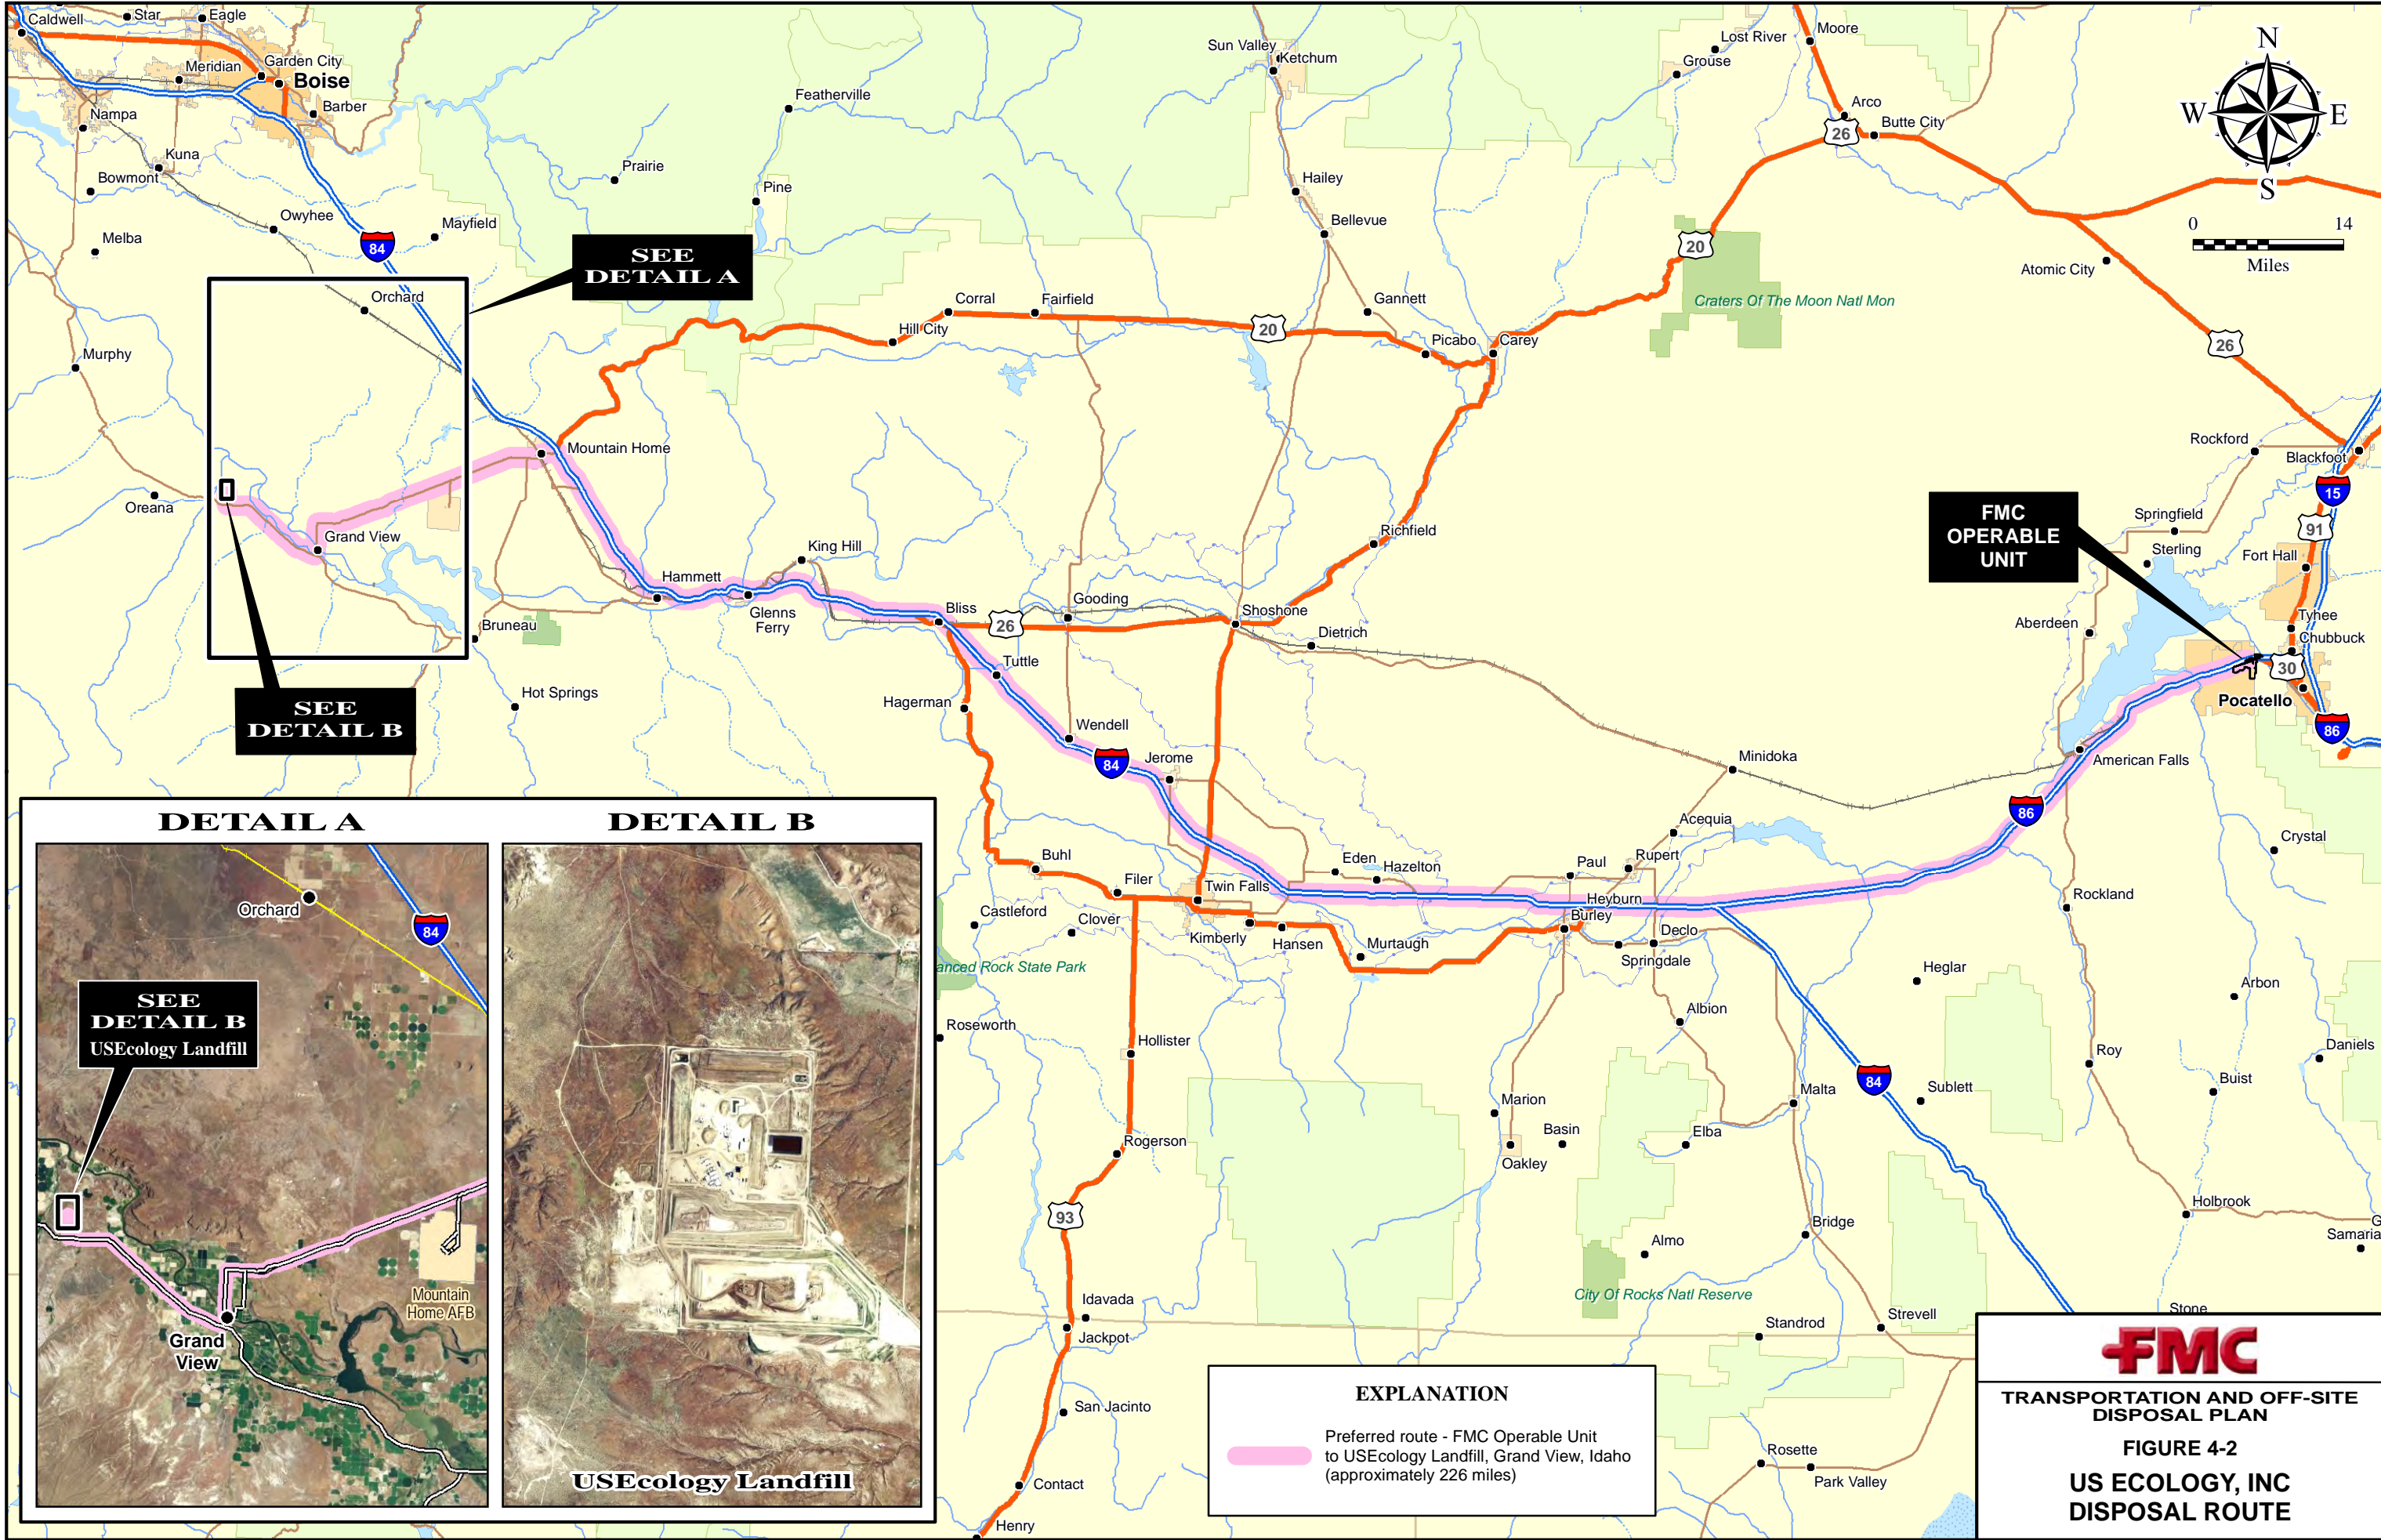 Caldwell
Star
Eagle
Meridian
Garden City
Boise
Barber
Nampa
Kuna
Bowmont
Owyhee
Melba
Mayfield
84
Orchard
Murphy
Oreana
Mountain Home
Grand View
Bruneau
Hot Springs
SEE
DETAIL A
SEE
DETAIL B
Featherville
Prairie
Pine
Sun Valley
Ketchum
Hailey
Bellevue
Gannett
Corral
Fairfield
Hill City
20
Picabo
Carey
Lost River
Grouse
Moore
Arco
26
Butte City
20
Craters Of The Moon Natl Mon
Atomic City
26
N
W
E
S
0
14
Miles
Rockford
Blackfoot
15
91
Springfield
Sterling
Fort Hall
Tyhee
Chubbuck
30
Aberdeen
Pocatello
86
American Falls
FMC
OPERABLE
UNIT
Hammett
King Hill
Glenns
Ferry
Bliss
26
Gooding
Shoshone
Richfield
Dietrich
Tuttle
Hagerman
Wendell
84
Jerome
Minidoka
Acequia
86
Crystal
Buhl
Filer
Twin Falls
Eden
Hazelton
Paul
Rupert
Heyburn
Burley
Declo
Springdale
Castleford
Clover
Kimberly
Hansen
Murtaugh
Rockland
anced Rock State Park
Heglar
Arbon
Albion
Roseworth
Hollister
Roy
Daniels
84
Sublett
Buist
Malta
Marion
Basin
Elba
Oakley
Rogerson
93
Holbrook
G
Samaria
Bridge
Almo
City Of Rocks Natl Reserve
Idavada
Jackpot
Standrod
Strevell
Stone
San Jacinto
Rosette
Park Valley
Contact
Henry
DETAIL A
Orchard
84
SEE
DETAIL B
USEcology Landfill
Mountain
Home AFB
Grand
View
DETAIL B
USEcology Landfill
EXPLANATION
Preferred route - FMC Operable Unit
to USEcology Landfill, Grand View, Idaho
(approximately 226 miles)
FMC
TRANSPORTATION AND OFF-SITE
DISPOSAL PLAN
FIGURE 4-2
US ECOLOGY, INC
DISPOSAL ROUTE